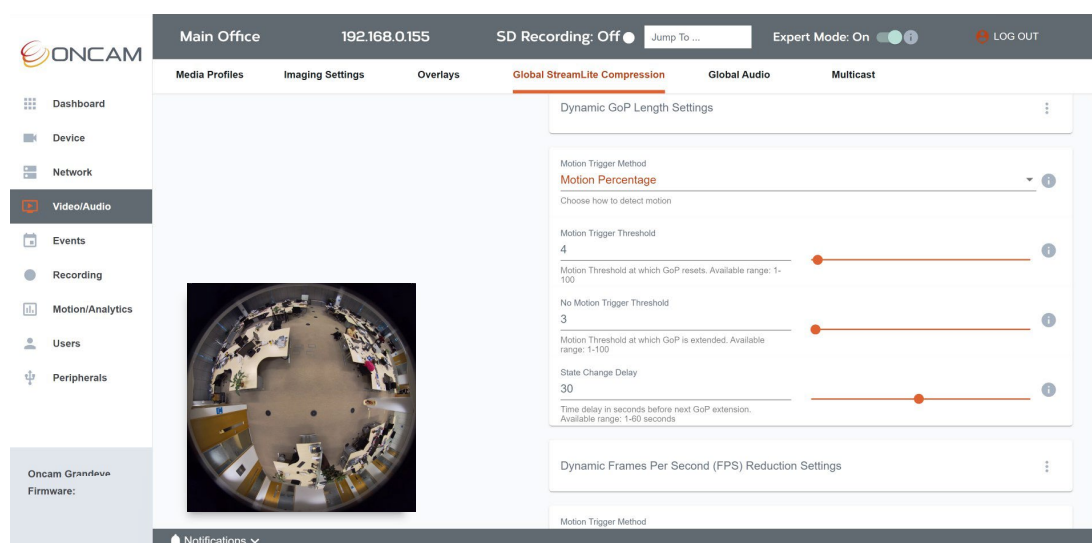 ONCAM
Main Office 192.168.0.155 SD Recording: Off Jump To ... Expert Mode: On LOG OUT
Media Profiles Imaging Settings Overlays Global StreamLite Compression Global Audio Multicast
Dashboard
Device
Network
Video/Audio
Events
Recording
Motion/Analytics
Users
Peripherals
Oncam Grandeye
Firmware:
Dynamic GoP Length Settings
Motion Trigger Method
Motion Percentage
Choose how to detect motion
Motion Trigger Threshold
4
Motion Threshold at which GoP resets. Available range: 1-
100
No Motion Trigger Threshold
3
Motion Threshold at which GoP is extended. Available
range: 1-100
State Change Delay
30
Time delay in seconds before next GoP extension.
Available range: 1-60 seconds
Dynamic Frames Per Second (FPS) Reduction Settings
Motion Trigger Method
Notifications